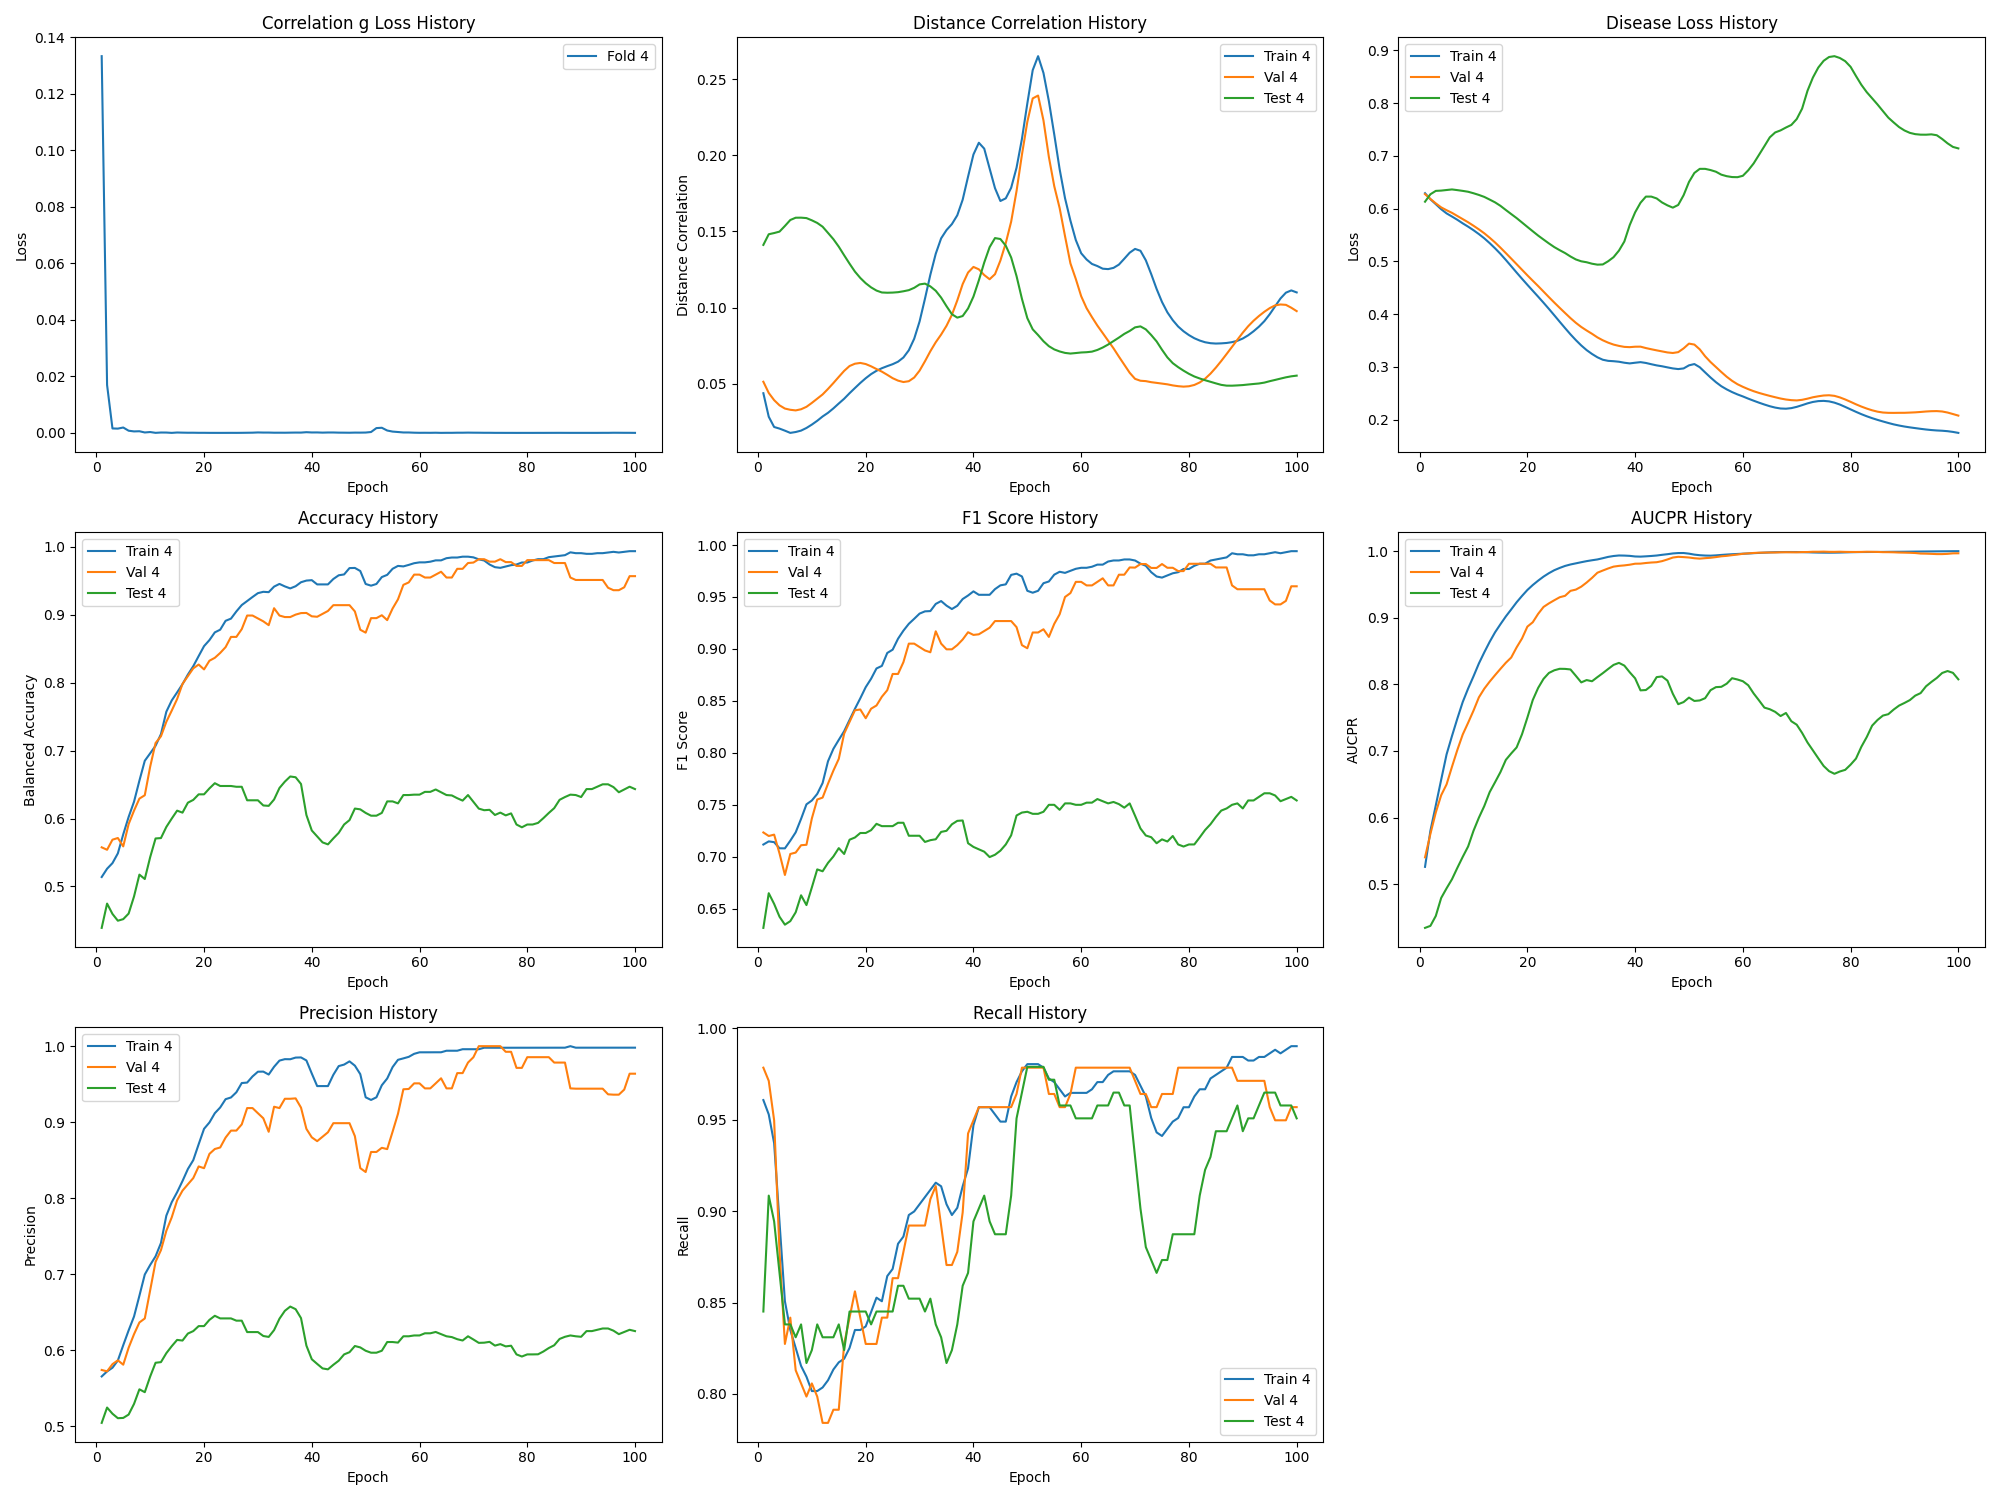 Correlation g Loss History
Loss
0.14
0.12
0.10
0.08
0.06
0.04
0.02
0.00
0 20 40 60 80 100
Epoch
Fold 4
Distance Correlation History
Distance Correlation
0.25
0.20
0.15
0.10
0.05
0 20 40 60 80 100
Epoch
Train 4
Val 4
Test 4
Disease Loss History
Loss
0.9
0.8
0.7
0.6
0.5
0.4
0.3
0.2
0 20 40 60 80 100
Epoch
Train 4
Val 4
Test 4
Accuracy History
Balanced Accuracy
1.0
0.9
0.8
0.7
0.6
0.5
0 20 40 60 80 100
Epoch
Train 4
Val 4
Test 4
F1 Score History
F1 Score
1.00
0.95
0.90
0.85
0.80
0.75
0.70
0.65
0 20 40 60 80 100
Epoch
Train 4
Val 4
Test 4
AUCPR History
AUCPR
1.0
0.9
0.8
0.7
0.6
0.5
0 20 40 60 80 100
Epoch
Train 4
Val 4
Test 4
Precision History
Precision
1.0
0.9
0.8
0.7
0.6
0.5
0 20 40 60 80 100
Epoch
Train 4
Val 4
Test 4
Recall History
Recall
1.00
0.95
0.90
0.85
0.80
0 20 40 60 80 100
Epoch
Train 4
Val 4
Test 4